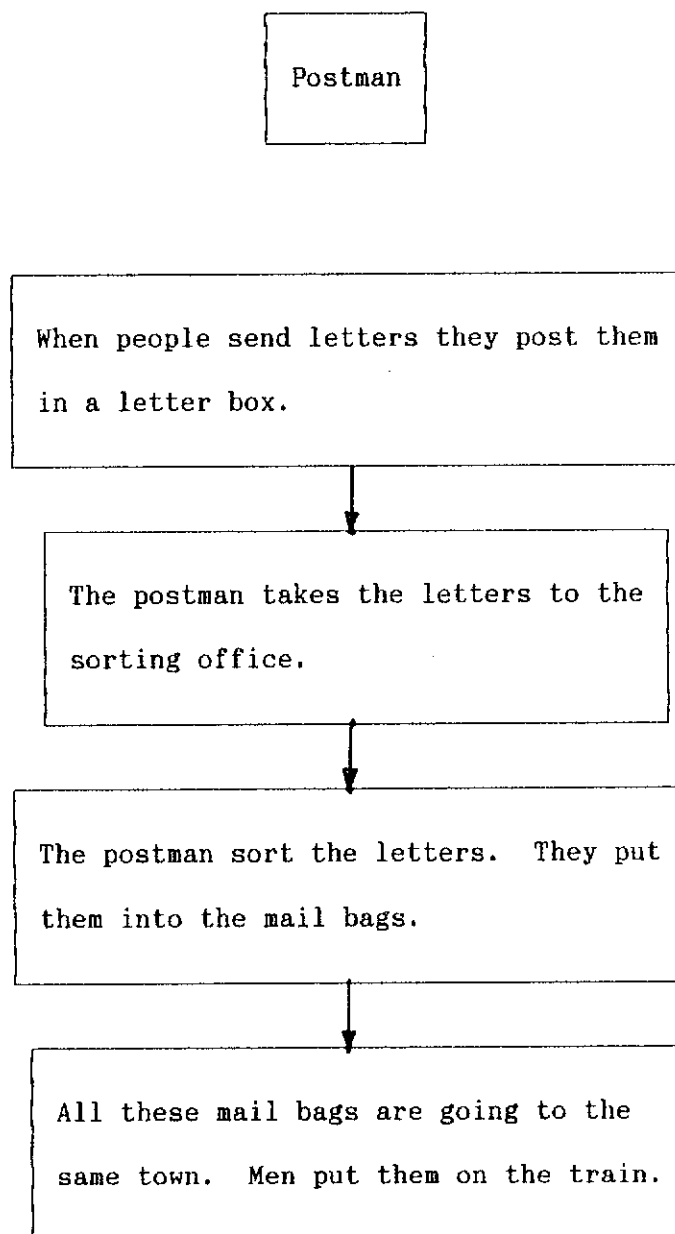 Postman
When people send letters they post them
in a letter box.
The postman takes the letters to the
sorting office.
The postman sort the letters. They put
them into the mail bags.
All these mail bags are going to the
same town. Men put them on the train.